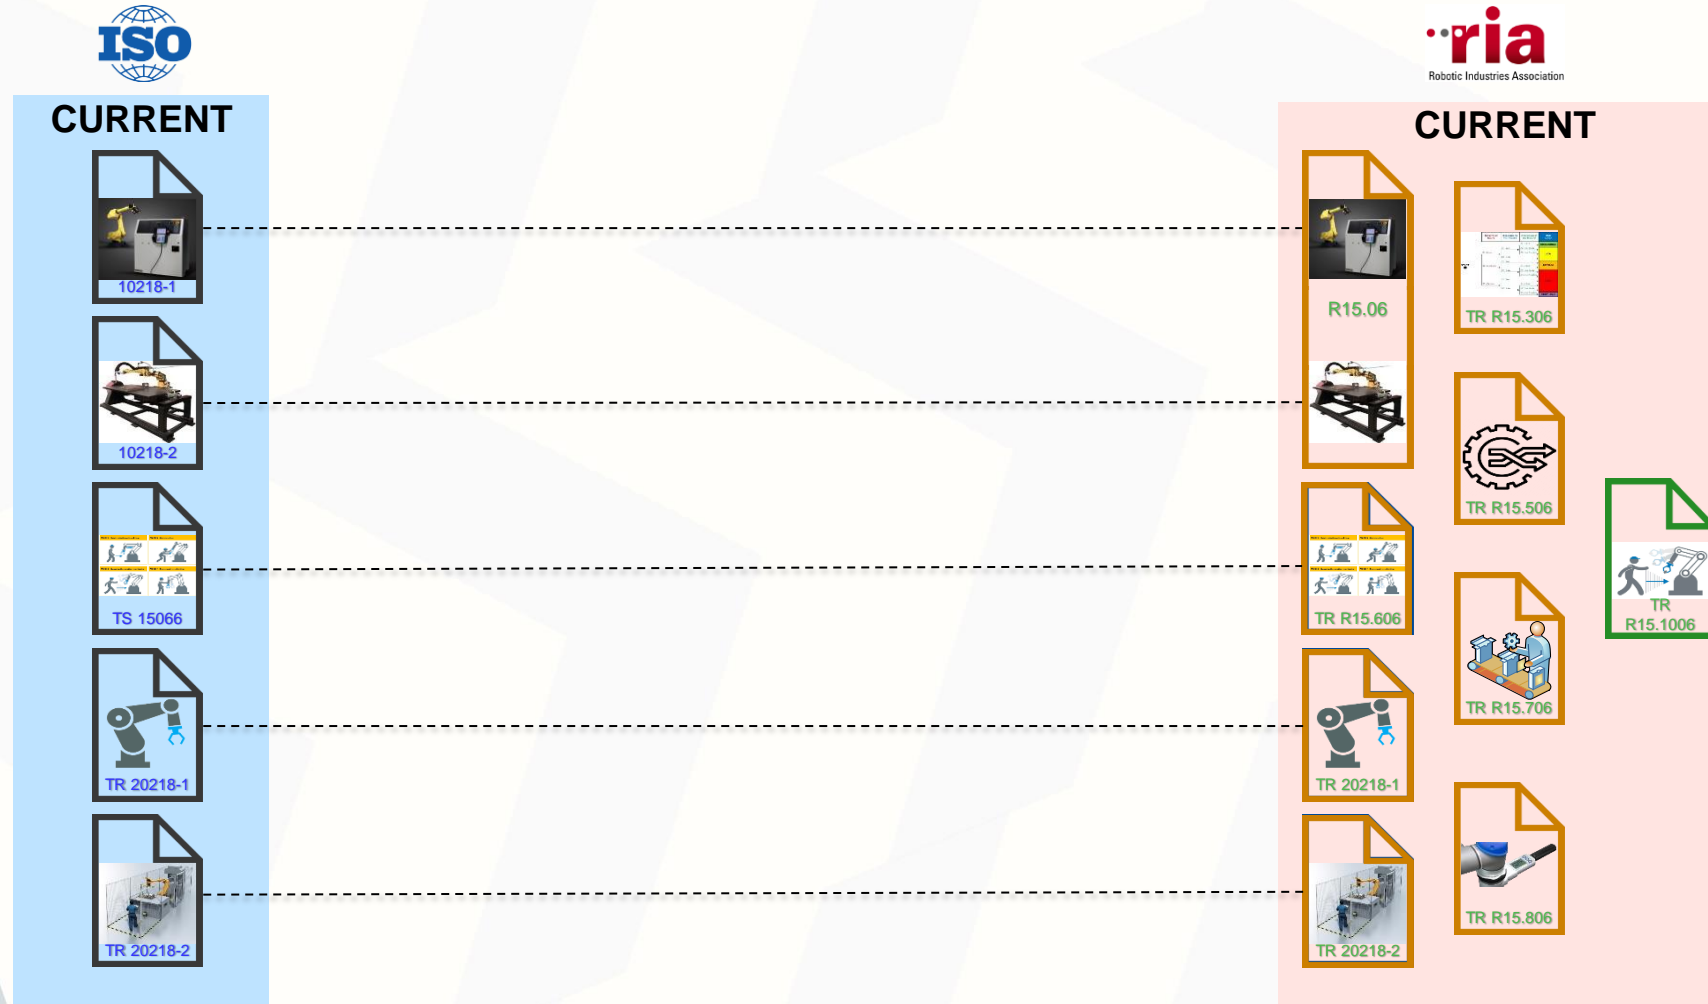 ISO
ria
Robotic Industries Association
CURRENT
10218-1
10218-2
TS 15066
TR 20218-1
TR 20218-2
CURRENT
R15.06
TR R15.606
TR 20218-1
TR 20218-2
TR R15.306
TR R15.506
TR R15.706
TR R15.806
TR
R15.1006